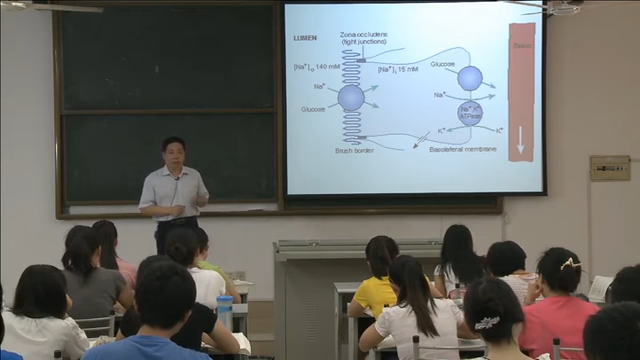 LUMEN
Zona occludens
(tight junctions)
[Na⁺]₀ 140 mM
[Na⁺]ᵢ 15 mM
Glucose
Na⁺
Na⁺
Glucose
Na⁺,K⁺
ATPase
K⁺
K⁺
Brush border
Basolateral membrane